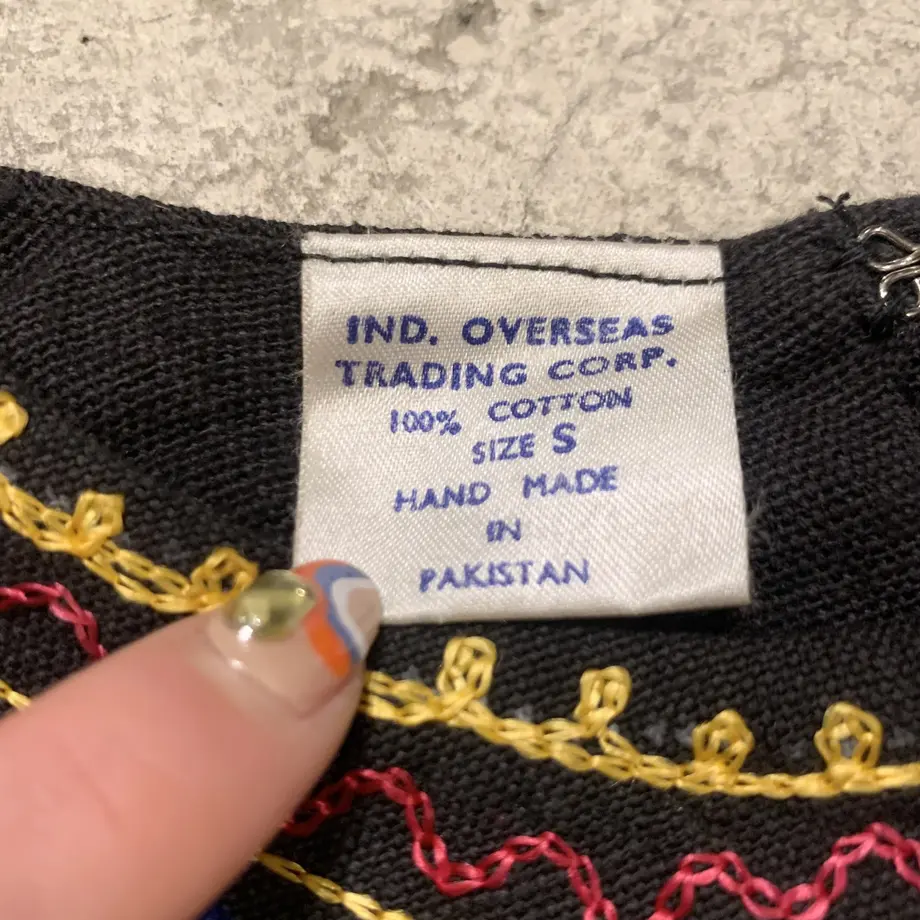 IND. OVERSEAS
TRADING CORP.
100% COTTON
SIZE S
HAND MADE
IN
PAKISTAN